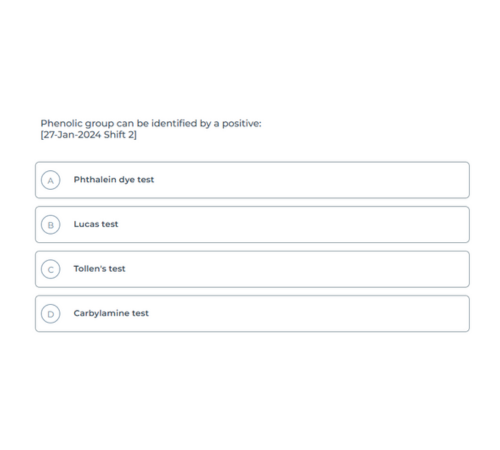 Phenolic group can be identified by a positive:
[27-Jan-2024 Shift 2]
A Phthalein dye test
B Lucas test
C Tollen's test
D Carbylamine test